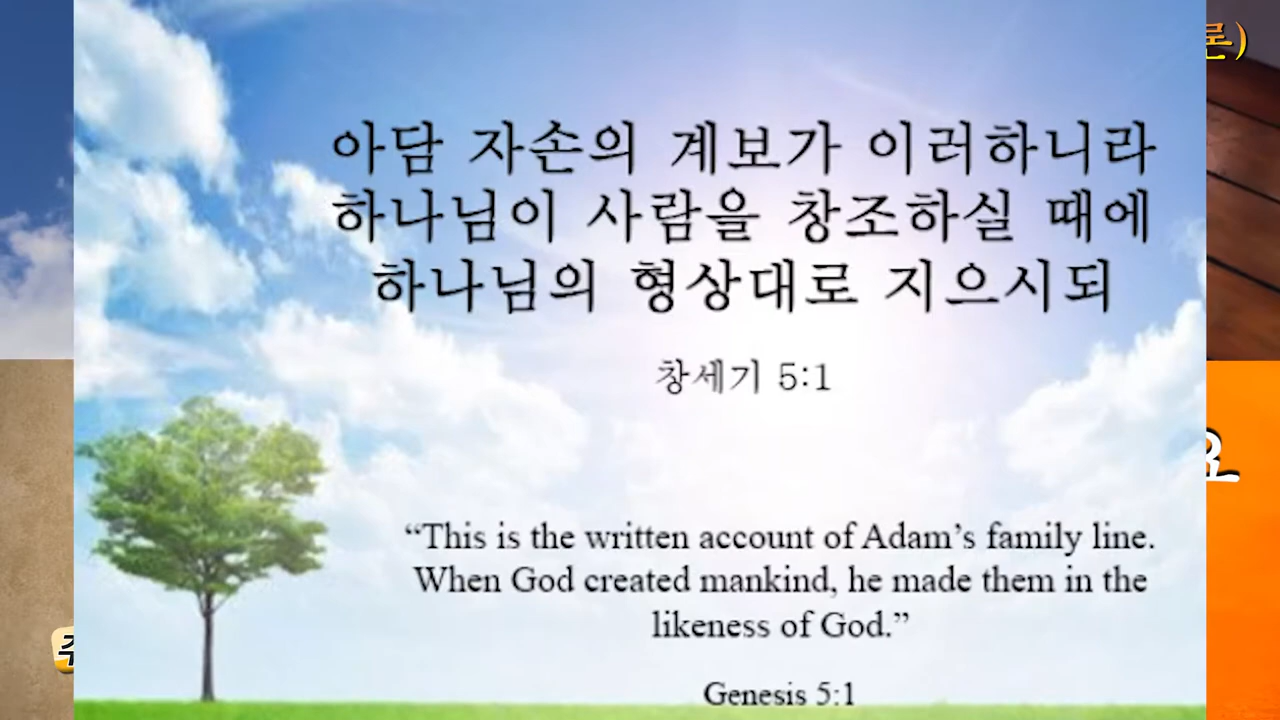 론)
아담 자손의 계보가 이러하니라
하나님이 사람을 창조하실 때에
하나님의 형상대로 지으시되
창세기 5:1
요
“This is the written account of Adam’s family line.
When God created mankind, he made them in the
likeness of God.”
주
Genesis 5:1